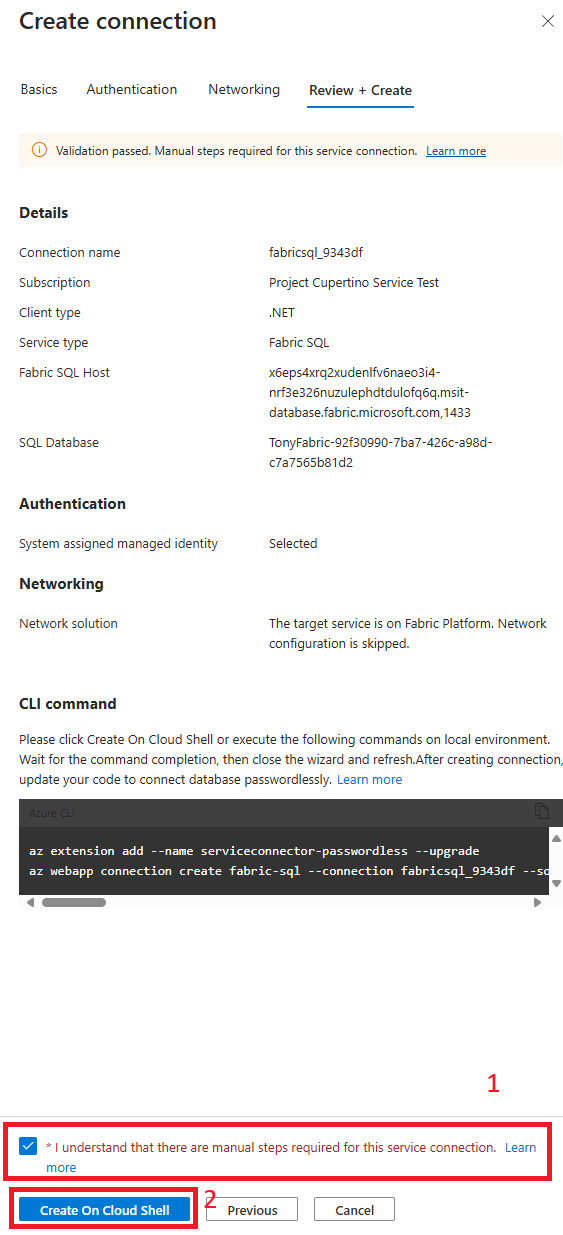 Create connection
Basics
Authentication
Networking
Review + Create
Validation passed. Manual steps required for this service connection. Learn more
Details
Connection name
fabricsql_9343df
Subscription
Project Cupertino Service Test
Client type
.NET
Service type
Fabric SQL
Fabric SQL Host
x6eps4xrq2xudenlfv6naeo3i4-
nrf3e326nuzulephdtdulofq6q.msit-
database.fabric.microsoft.com,1433
SQL Database
TonyFabric-92f30990-7ba7-426c-a98d-
c7a7565b81d2
Authentication
System assigned managed identity
Selected
Networking
Network solution
The target service is on Fabric Platform. Network
configuration is skipped.
CLI command
Please click Create On Cloud Shell or execute the following commands on local environment.
Wait for the command completion, then close the wizard and refresh.After creating connection,
update your code to connect database passwordlessly. Learn more
Azure CLI
az extension add --name serviceconnector-passwordless --upgrade
az webapp connection create fabric-sql --connection fabricsql_9343df --so
1
* I understand that there are manual steps required for this service connection. Learn
more
2
Create On Cloud Shell
Previous
Cancel